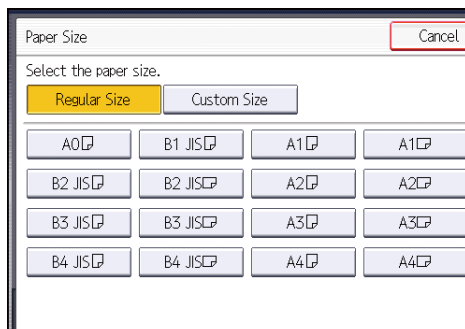 Paper Size Cancel
Select the paper size.
Regular Size Custom Size
A0 B1 JIS A1 A1
B2 JIS B2 JIS A2 A2
B3 JIS B3 JIS A3 A3
B4 JIS B4 JIS A4 A4